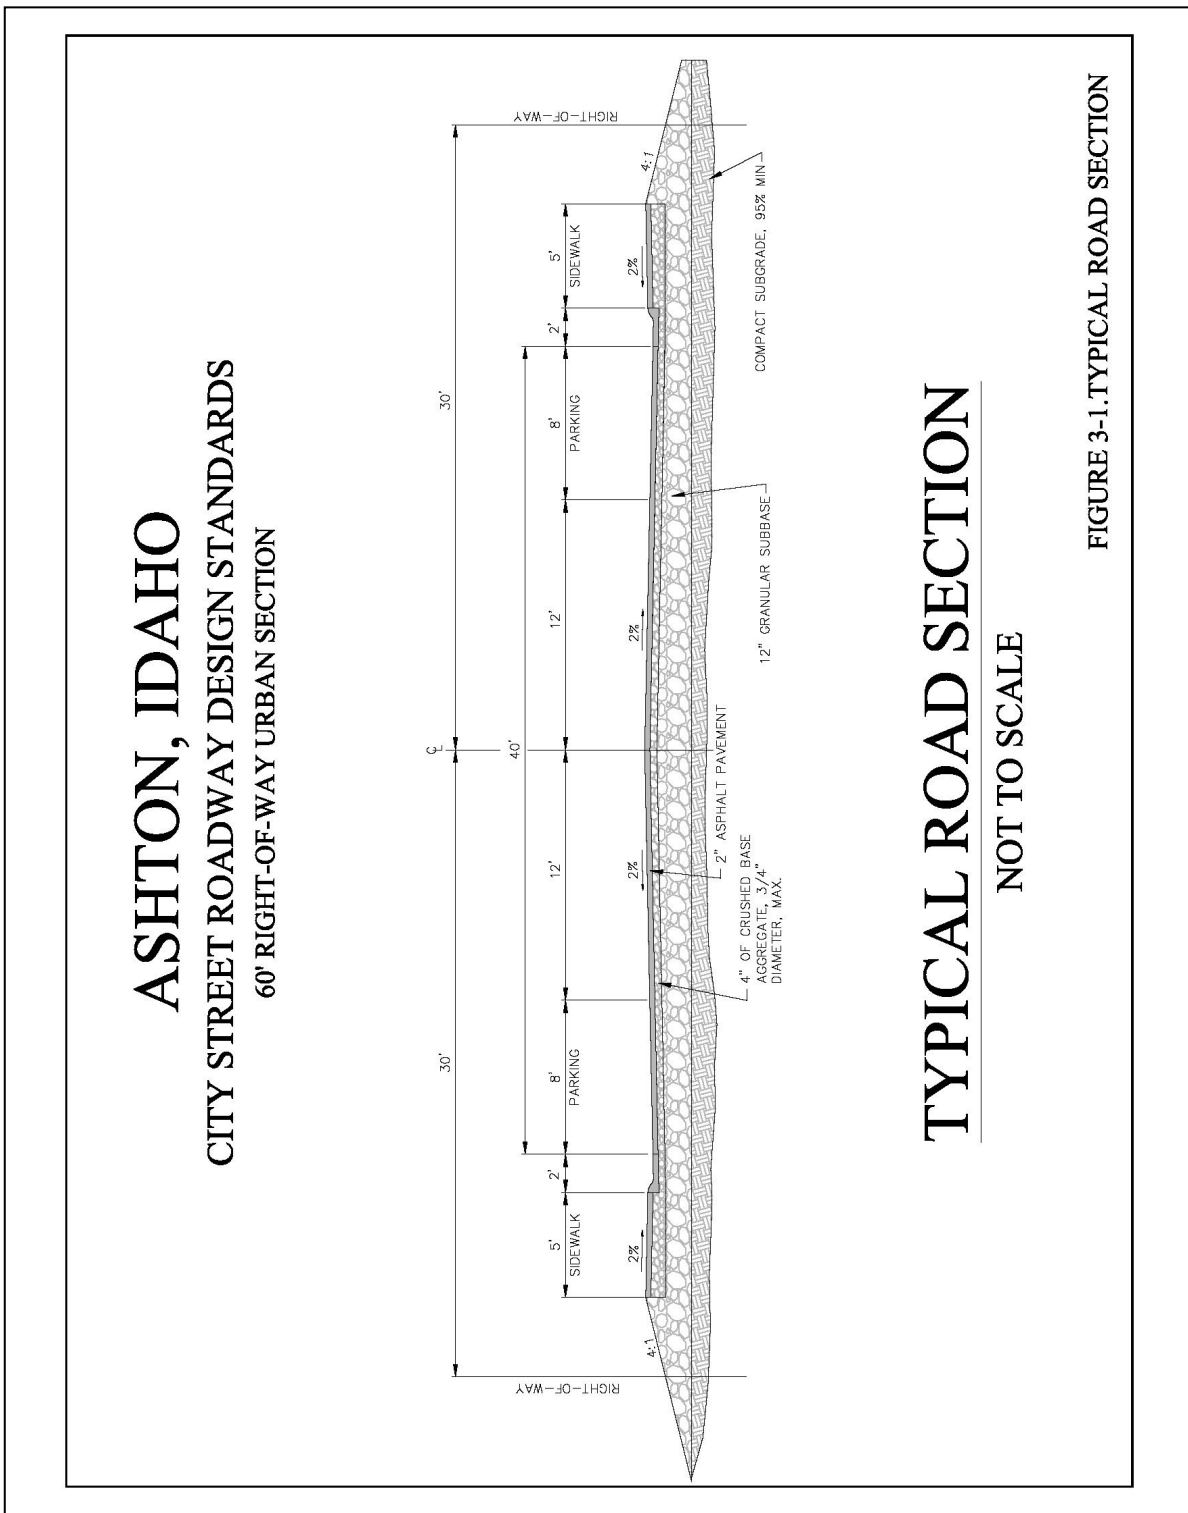 ASHTON, IDAHO
CITY STREET ROADWAY DESIGN STANDARDS
60' RIGHT-OF-WAY URBAN SECTION
℄
30'
30'
40'
5'
SIDEWALK
2'
8'
PARKING
12'
12'
8'
PARKING
2'
5'
SIDEWALK
RIGHT-OF-WAY
RIGHT-OF-WAY
4:1
2%
2%
2%
2%
4:1
2" ASPHALT PAVEMENT
4" OF CRUSHED BASE
AGGREGATE, 3/4"
DIAMETER, MAX.
12" GRANULAR SUBBASE
COMPACT SUBGRADE, 95% MIN
TYPICAL ROAD SECTION
NOT TO SCALE
FIGURE 3-1.TYPICAL ROAD SECTION